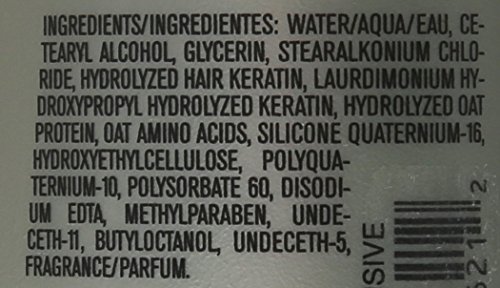 INGREDIENTS/INGREDIENTES: WATER/AQUA/EAU, CE-
TEARYL ALCOHOL, GLYCERIN, STEARALKONIUM CHLO-
RIDE, HYDROLYZED HAIR KERATIN, LAURDIMONIUM HY-
DROXYPROPYL HYDROLYZED KERATIN, HYDROLYZED OAT
PROTEIN, OAT AMINO ACIDS, SILICONE QUATERNIUM-16,
HYDROXYETHYLCELLULOSE, POLYQUA-
TERNIUM-10, POLYSORBATE 60, DISODI-
UM EDTA, METHYLPARABEN, UNDE-
CETH-11, BUTYLOCTANOL, UNDECETH-5,
FRAGRANCE/PARFUM.
SIVE
521 2